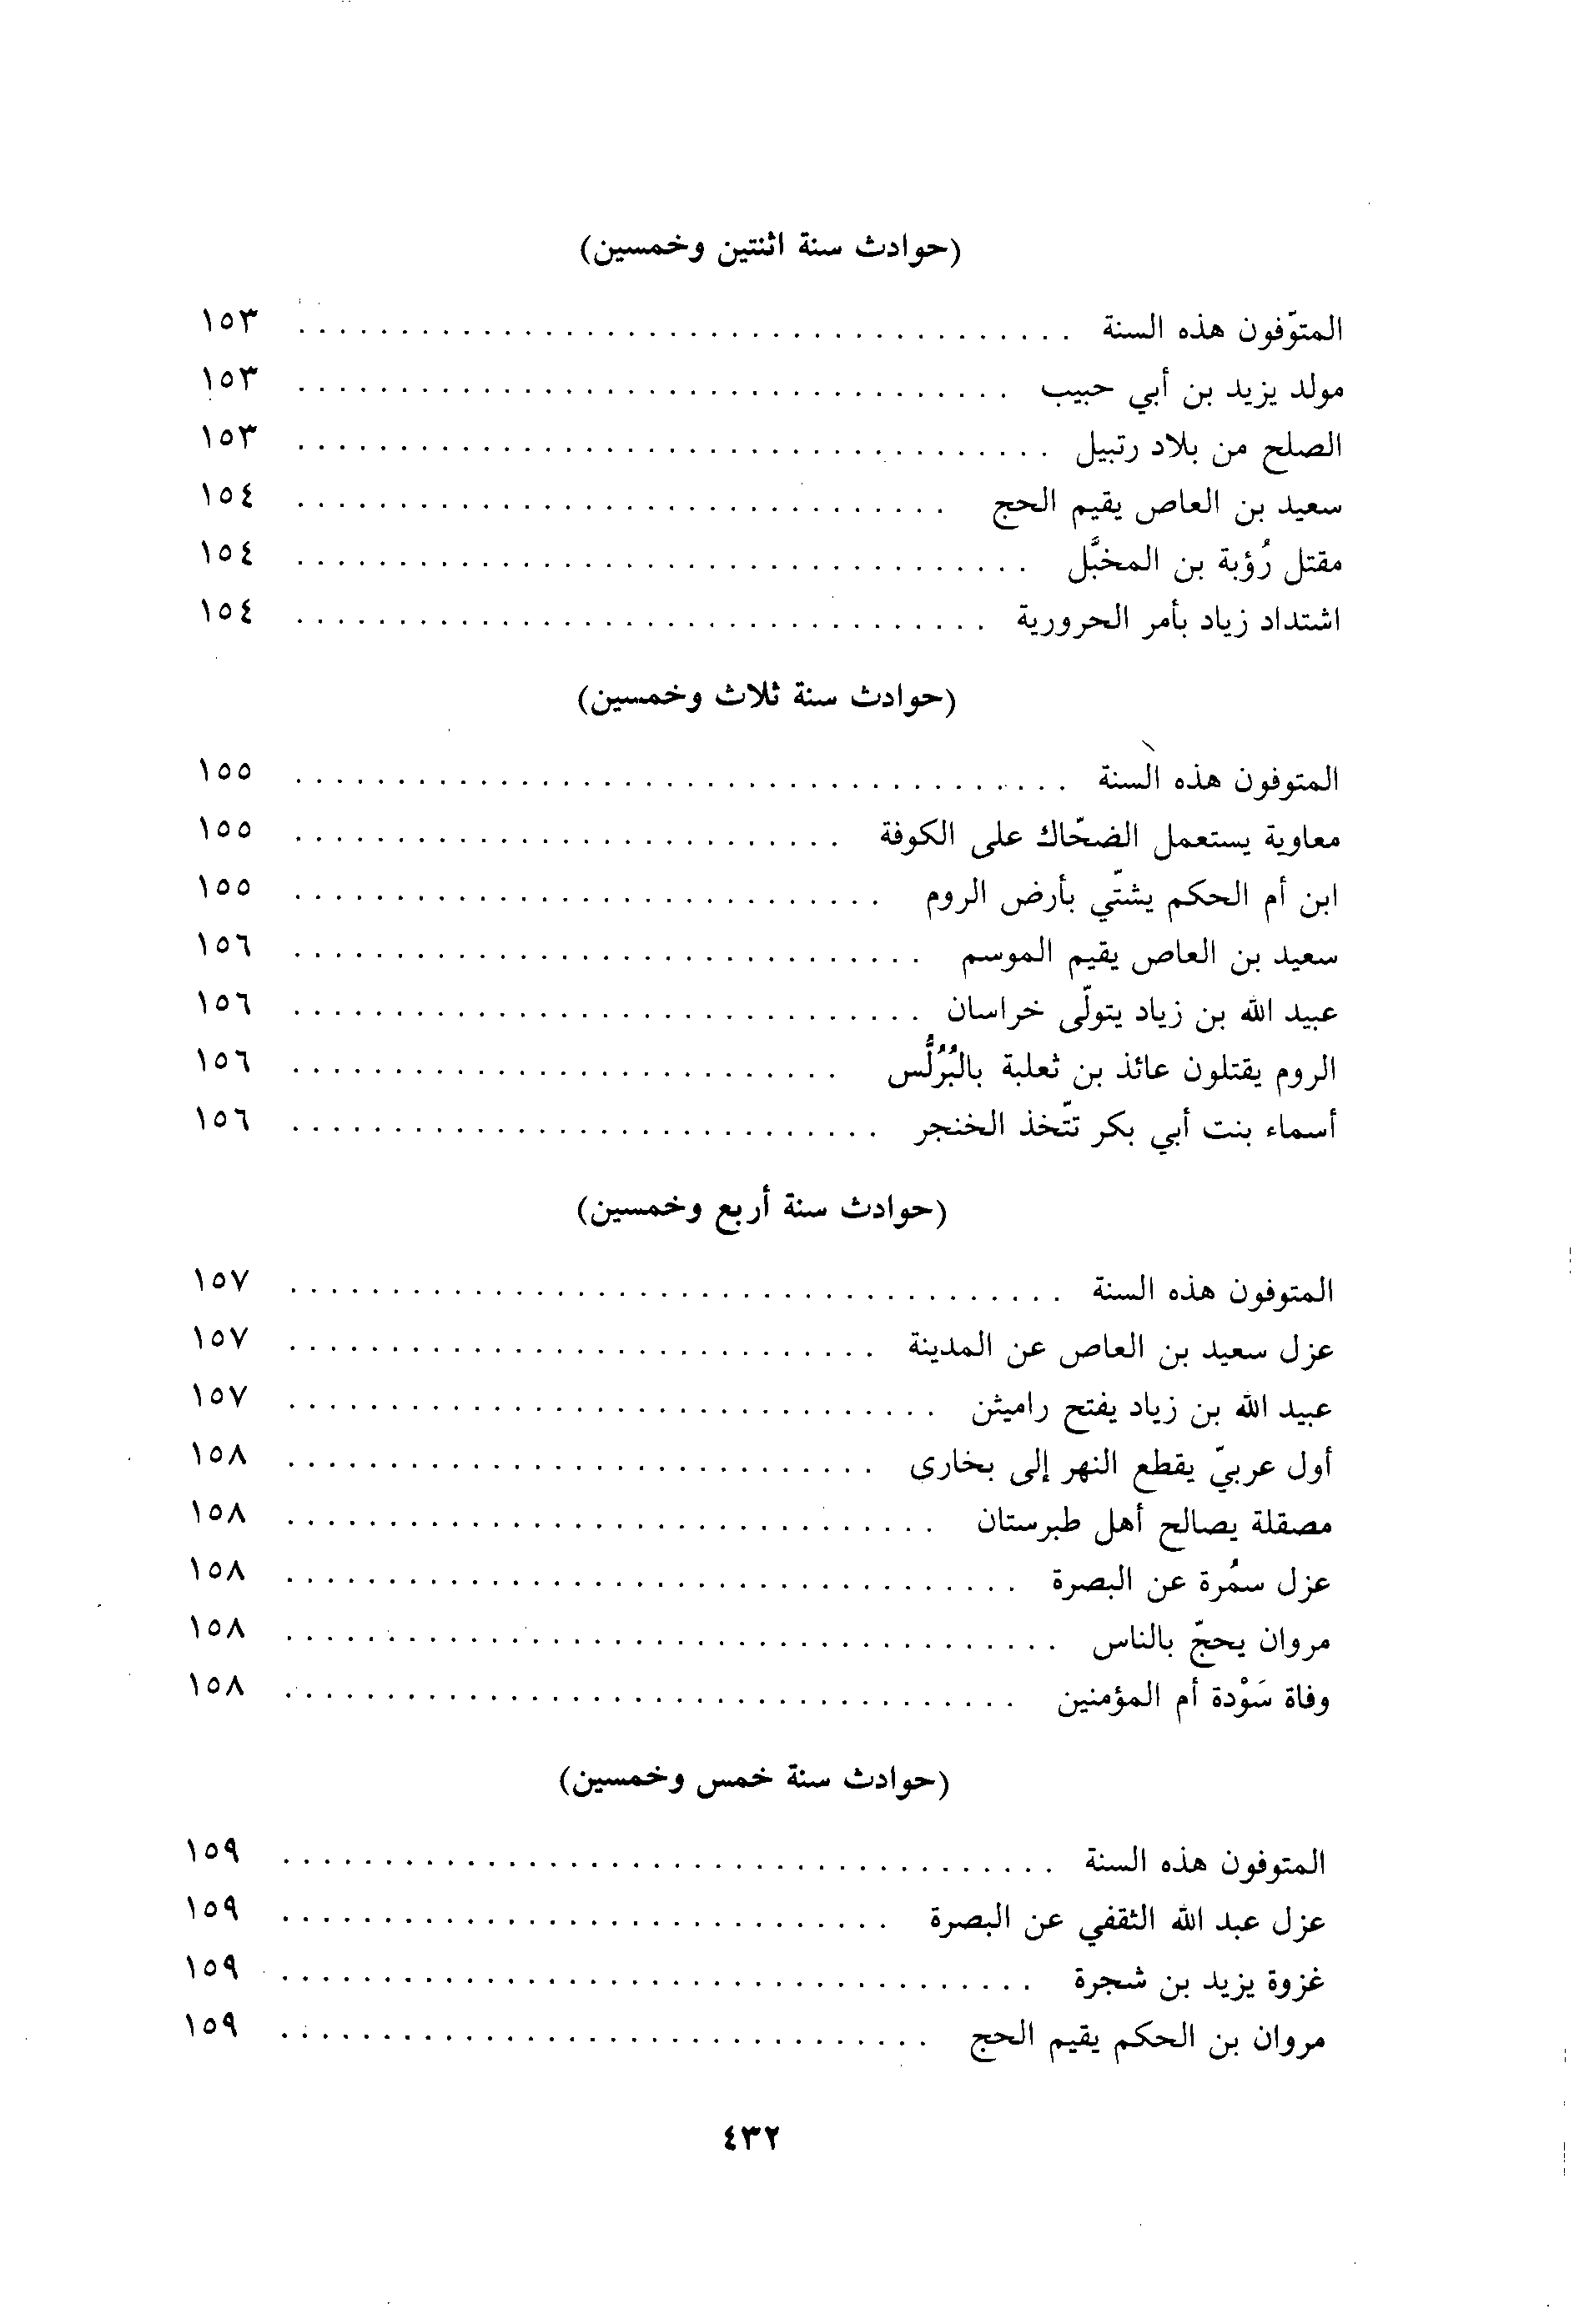 (حوادث سنة اثنتين وخمسين)
المتوّفون هذه السنة . . . . . . . . . . . . . . . . . . . . ١٥٣
مولد يزيد بن أبي حبيب . . . . . . . . . . . . . . . . . . . . ١٥٣
الصلح من بلاد رتبيل . . . . . . . . . . . . . . . . . . . . ١٥٣
سعيد بن العاص يقيم الحج . . . . . . . . . . . . . . . . . . . . ١٥٤
مقتل رُؤبة بن المخبَّل . . . . . . . . . . . . . . . . . . . . ١٥٤
اشتداد زياد بأمر الحرورية . . . . . . . . . . . . . . . . . . . . ١٥٤
(حوادث سنة ثلاث وخمسين)
المتوفون هذه السنة . . . . . . . . . . . . . . . . . . . . ١٥٥
معاوية يستعمل الضحّاك على الكوفة . . . . . . . . . . . . . . . . . . . . ١٥٥
ابن أم الحكم يشتّي بأرض الروم . . . . . . . . . . . . . . . . . . . . ١٥٥
سعيد بن العاص يقيم الموسم . . . . . . . . . . . . . . . . . . . . ١٥٦
عبيد الله بن زياد يتولّى خراسان . . . . . . . . . . . . . . . . . . . . ١٥٦
الروم يقتلون عائذ بن ثعلبة بالبُرُلُّس . . . . . . . . . . . . . . . . . . . . ١٥٦
أسماء بنت أبي بكر تتّخذ الخنجر . . . . . . . . . . . . . . . . . . . . ١٥٦
(حوادث سنة أربع وخمسين)
المتوفون هذه السنة . . . . . . . . . . . . . . . . . . . . ١٥٧
عزل سعيد بن العاص عن المدينة . . . . . . . . . . . . . . . . . . . . ١٥٧
عبيد الله بن زياد يفتح راميثن . . . . . . . . . . . . . . . . . . . . ١٥٧
أول عربيّ يقطع النهر إلى بخارى . . . . . . . . . . . . . . . . . . . . ١٥٨
مصقلة يصالح أهل طبرستان . . . . . . . . . . . . . . . . . . . . ١٥٨
عزل سمُرة عن البصرة . . . . . . . . . . . . . . . . . . . . ١٥٨
مروان يحجّ بالناس . . . . . . . . . . . . . . . . . . . . ١٥٨
وفاة سَوْدة أم المؤمنين . . . . . . . . . . . . . . . . . . . . ١٥٨
(حوادث سنة خمس وخمسين)
المتوفون هذه السنة . . . . . . . . . . . . . . . . . . . . ١٥٩
عزل عبد الله الثقفي عن البصرة . . . . . . . . . . . . . . . . . . . . ١٥٩
غزوة يزيد بن شجرة . . . . . . . . . . . . . . . . . . . . ١٥٩
مروان بن الحكم يقيم الحج . . . . . . . . . . . . . . . . . . . . ١٥٩
٤٣٢